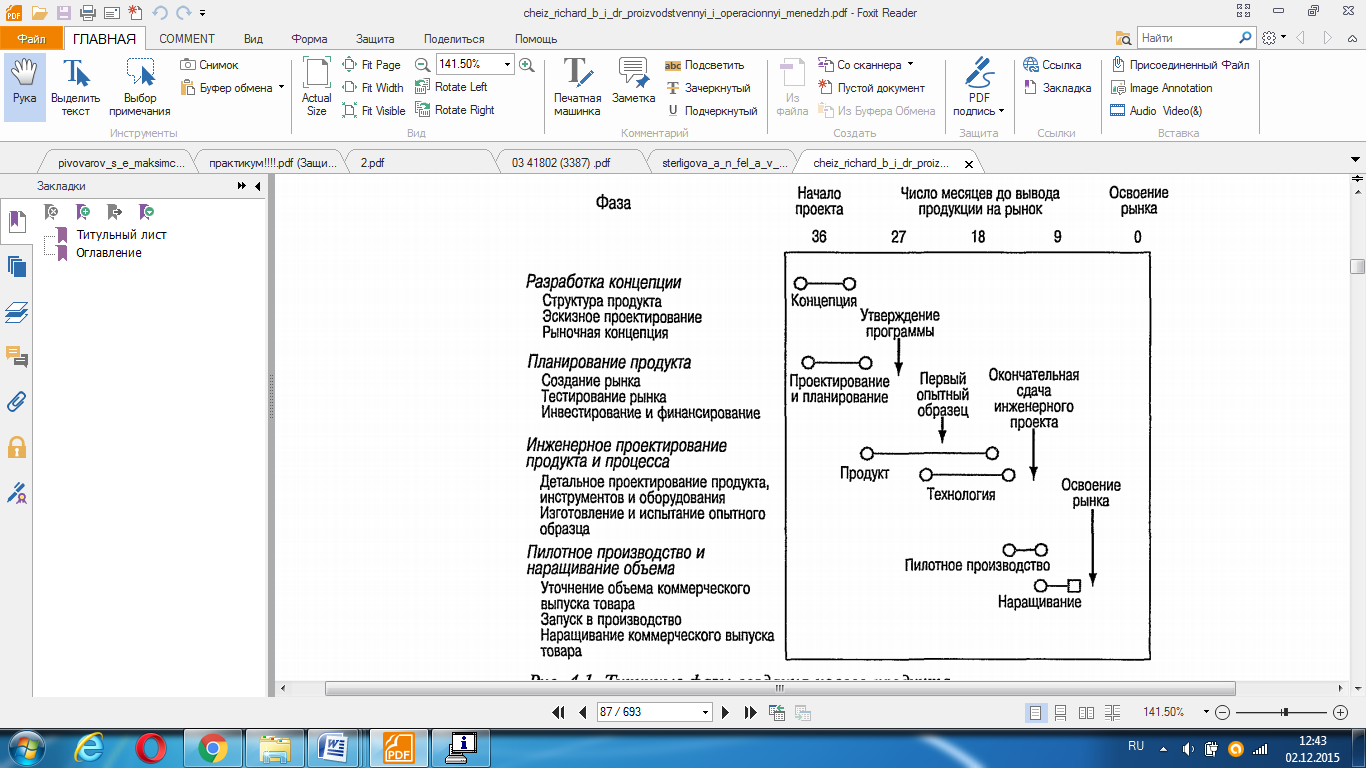 cheiz_richard_b_i_dr_proizvodstvennyi_i_operacionnyi_menedzh.pdf - Foxit Reader
Файл
ГЛАВНАЯ
COMMENT
Вид
Форма
Защита
Поделиться
Помощь
Найти
Рука
Выделить текст
Выбор примечания
Снимок
Буфер обмена
Инструменты
Actual Size
Fit Page
Fit Width
Fit Visible
141.50%
Rotate Left
Rotate Right
Вид
Печатная машинка
Заметка
Подсветить
Зачеркнутый
Подчеркнутый
Комментарий
Из файла
Со сканнера
Пустой документ
Из Буфера Обмена
Создать
PDF подпись
Защита
Ссылка
Закладка
Ссылки
Присоединенный Файл
Image Annotation
Audio Video(&)
Вставка
pivovarov_s_e_maksimc...
практикум!!!!.pdf (Защи...
2.pdf
03 41802 (3387) .pdf
sterligova_a_n_fel_a_v_...
cheiz_richard_b_i_dr_proiz...
Закладки
Титульный лист
Оглавление
Фаза
Начало проекта
Число месяцев до вывода продукции на рынок
Освоение рынка
36 27 18 9 0
Разработка концепции
Структура продукта
Эскизное проектирование
Рыночная концепция
Концепция
Утверждение программы
Планирование продукта
Создание рынка
Тестирование рынка
Инвестирование и финансирование
Проектирование и планирование
Первый опытный образец
Окончательная сдача инженерного проекта
Инженерное проектирование
продукта и процесса
Детальное проектирование продукта,
инструментов и оборудования
Изготовление и испытание опытного
образца
Продукт
Технология
Освоение рынка
Пилотное производство и
наращивание объема
Уточнение объема коммерческого
выпуска товара
Запуск в производство
Наращивание коммерческого выпуска
товара
Пилотное производство
Наращивание
Рис. 4.1. Типичные фазы создания нового продукта
87 / 693
141.50%
RU
12:43
02.12.2015